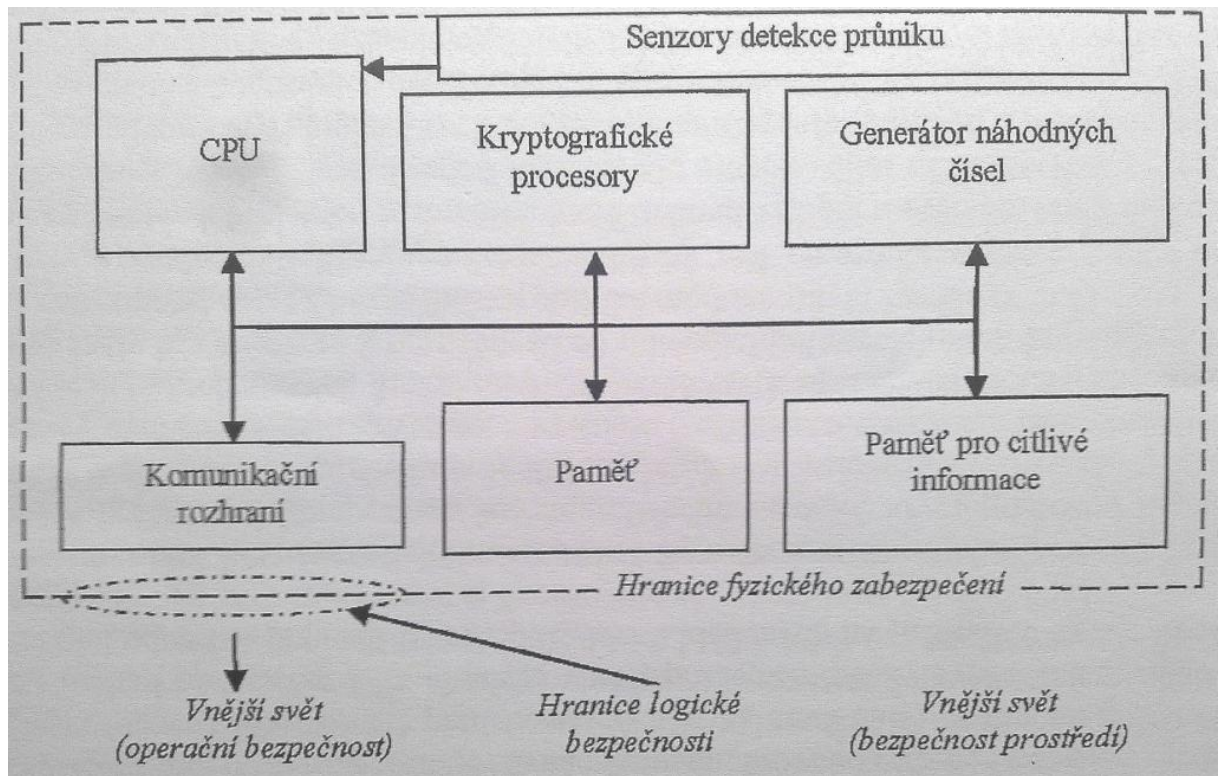 Senzory detekce průniku
CPU
Kryptografické
procesory
Generátor náhodných
čísel
Komunikační
rozhraní
Paměť
Paměť pro citlivé
informace
Hranice fyzického zabezpečení
Vnější svět
(operační bezpečnost)
Hranice logické
bezpečnosti
Vnější svět
(bezpečnost prostředí)